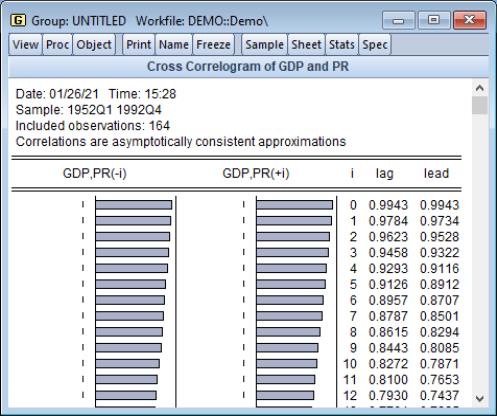 G Group: UNTITLED Workfile: DEMO::Demo\
View Proc Object Print Name Freeze Sample Sheet Stats Spec
Cross Correlogram of GDP and PR
Date: 01/26/21 Time: 15:28
Sample: 1952Q1 1992Q4
Included observations: 164
Correlations are asymptotically consistent approximations
GDP,PR(-i) GDP,PR(+i) i lag lead
0 0.9943 0.9943
1 0.9784 0.9734
2 0.9623 0.9528
3 0.9458 0.9322
4 0.9293 0.9116
5 0.9126 0.8912
6 0.8957 0.8707
7 0.8787 0.8501
8 0.8615 0.8294
9 0.8443 0.8085
10 0.8272 0.7871
11 0.8100 0.7653
12 0.7930 0.7437